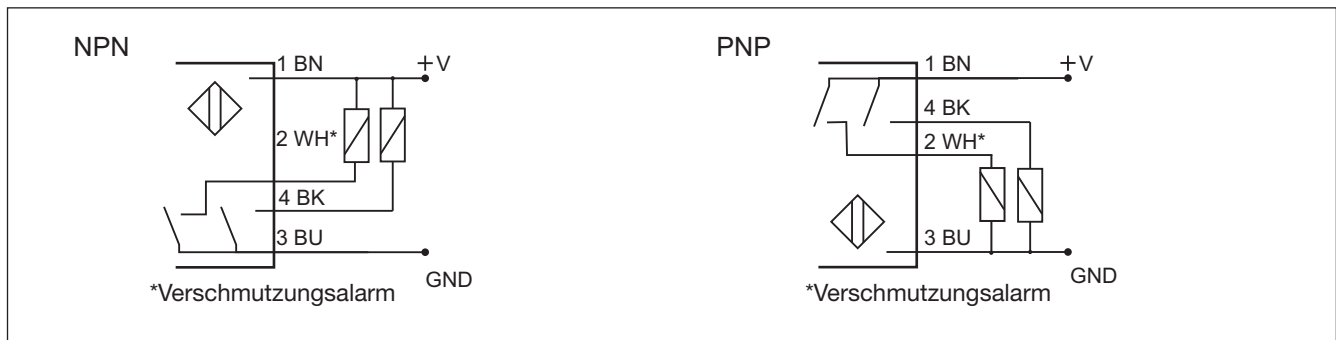 NPN
1 BN
+V
2 WH*
4 BK
3 BU
GND
*Verschmutzungsalarm
PNP
1 BN
+V
4 BK
2 WH*
3 BU
GND
*Verschmutzungsalarm